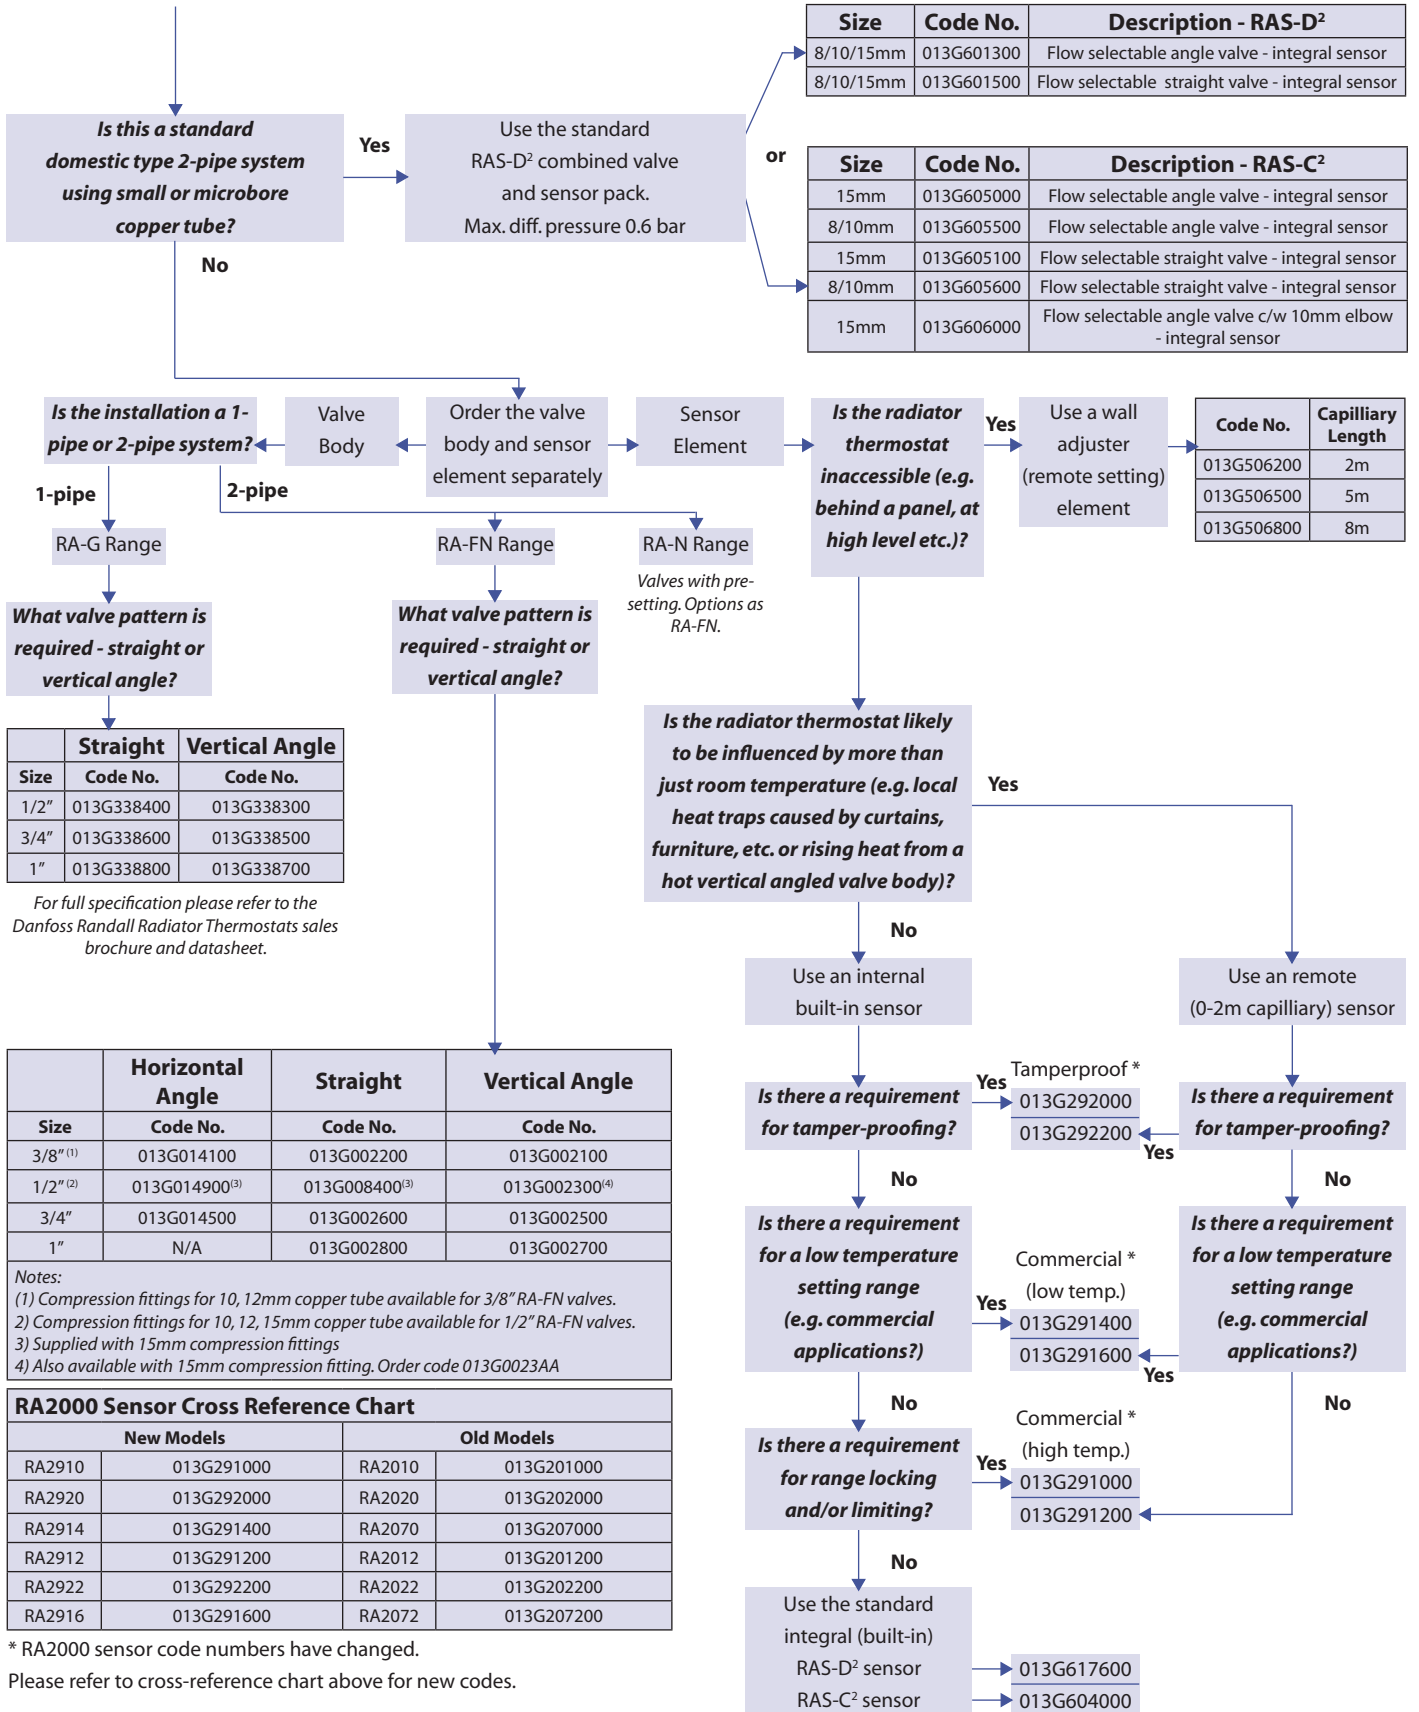 Size Code No. Description - RAS-D²
8/10/15mm 013G601300 Flow selectable angle valve - integral sensor
8/10/15mm 013G601500 Flow selectable straight valve - integral sensor
Is this a standard
domestic type 2-pipe system
using small or microbore
copper tube?
Yes
No
Use the standard
RAS-D² combined valve
and sensor pack.
Max. diff. pressure 0.6 bar
or
Size Code No. Description - RAS-C²
15mm 013G605000 Flow selectable angle valve - integral sensor
8/10mm 013G605500 Flow selectable angle valve - integral sensor
15mm 013G605100 Flow selectable straight valve - integral sensor
8/10mm 013G605600 Flow selectable straight valve - integral sensor
15mm 013G606000 Flow selectable angle valve c/w 10mm elbow
- integral sensor
Is the installation a 1-
pipe or 2-pipe system?
Valve
Body
Order the valve
body and sensor
element separately
Sensor
Element
Is the radiator
thermostat
inaccessible (e.g.
behind a panel, at
high level etc.)?
Yes
Use a wall
adjuster
(remote setting)
element
Code No. Capilliary
Length
013G506200 2m
013G506500 5m
013G506800 8m
1-pipe
2-pipe
RA-G Range
RA-FN Range
RA-N Range
Valves with pre-
setting. Options as
RA-FN.
What valve pattern is
required - straight or
vertical angle?
What valve pattern is
required - straight or
vertical angle?
Straight Vertical Angle
Size Code No. Code No.
1/2” 013G338400 013G338300
3/4” 013G338600 013G338500
1” 013G338800 013G338700
For full specification please refer to the
Danfoss Randall Radiator Thermostats sales
brochure and datasheet.
Is the radiator thermostat likely
to be influenced by more than
just room temperature (e.g. local
heat traps caused by curtains,
furniture, etc. or rising heat from a
hot vertical angled valve body)?
Yes
No
Use an internal
built-in sensor
Use an remote
(0-2m capilliary) sensor
Is there a requirement
for tamper-proofing?
Yes
Tamperproof *
013G292000
013G292200
Yes
Is there a requirement
for tamper-proofing?
No
No
Is there a requirement
for a low temperature
setting range
(e.g. commercial
applications?)
Yes
Commercial *
(low temp.)
013G291400
013G291600
Yes
Is there a requirement
for a low temperature
setting range
(e.g. commercial
applications?)
No
No
Is there a requirement
for range locking
and/or limiting?
Yes
Commercial *
(high temp.)
013G291000
013G291200
No
Use the standard
integral (built-in)
RAS-D² sensor
RAS-C² sensor
013G617600
013G604000
Horizontal
Angle
Straight Vertical Angle
Size Code No. Code No. Code No.
3/8” (1) 013G014100 013G002200 013G002100
1/2” (2) 013G014900(3) 013G008400(3) 013G002300(4)
3/4” 013G014500 013G002600 013G002500
1” N/A 013G002800 013G002700
Notes:
(1) Compression fittings for 10, 12mm copper tube available for 3/8” RA-FN valves.
2) Compression fittings for 10, 12, 15mm copper tube available for 1/2” RA-FN valves.
3) Supplied with 15mm compression fittings
4) Also available with 15mm compression fitting. Order code 013G0023AA
RA2000 Sensor Cross Reference Chart
New Models Old Models
RA2910 013G291000 RA2010 013G201000
RA2920 013G292000 RA2020 013G202000
RA2914 013G291400 RA2070 013G207000
RA2912 013G291200 RA2012 013G201200
RA2922 013G292200 RA2022 013G202200
RA2916 013G291600 RA2072 013G207200
* RA2000 sensor code numbers have changed.
Please refer to cross-reference chart above for new codes.